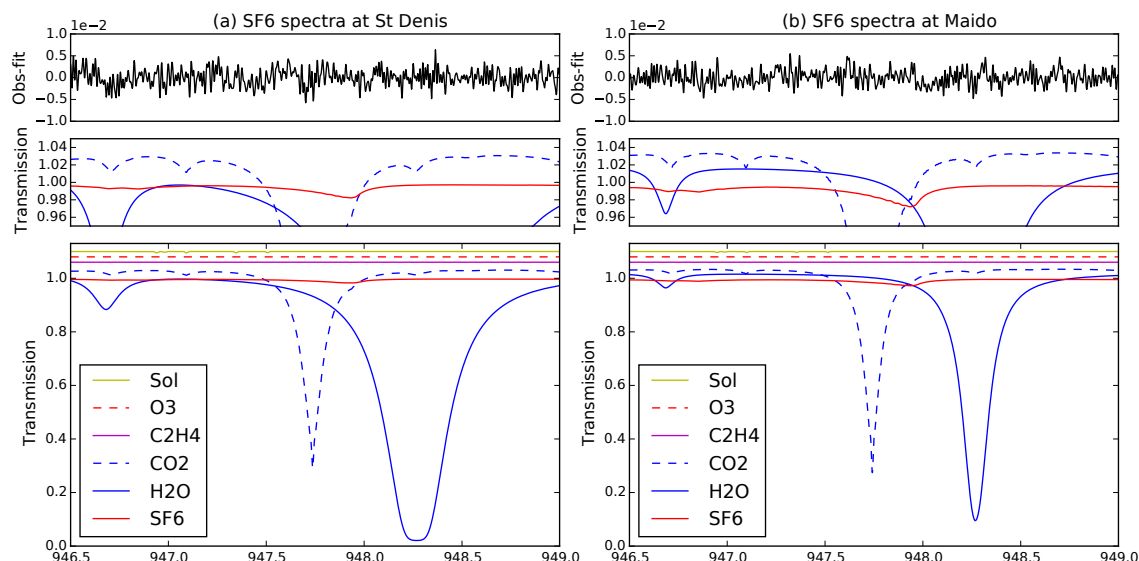 (a) SF6 spectra at St Denis
1e−2
Obs-fit
1.0
0.5
0.0
−0.5
−1.0
Transmission
1.04
1.02
1.00
0.98
0.96
Transmission
1.0
0.8
0.6
0.4
0.2
0.0
Sol
O3
C2H4
CO2
H2O
SF6
946.5 947.0 947.5 948.0 948.5 949.0
(b) SF6 spectra at Maido
1e−2
Obs-fit
1.0
0.5
0.0
−0.5
−1.0
Transmission
1.04
1.02
1.00
0.98
0.96
Transmission
1.0
0.8
0.6
0.4
0.2
0.0
Sol
O3
C2H4
CO2
H2O
SF6
946.5 947.0 947.5 948.0 948.5 949.0